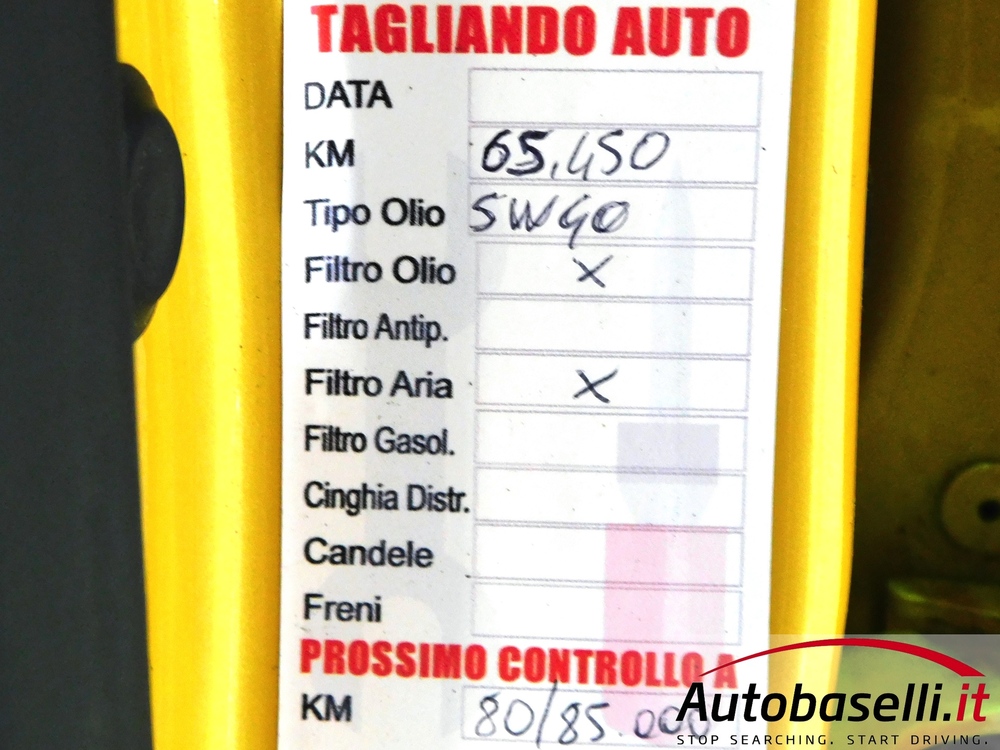 TAGLIANDO AUTO
DATA
KM 65.450
Tipo Olio 5W40
Filtro Olio X
Filtro Antip.
Filtro Aria X
Filtro Gasol.
Cinghia Distr.
Candele
Freni
PROSSIMO CONTROLLO A
KM 80/85.000
Autobaselli.it
STOP SEARCHING. START DRIVING.